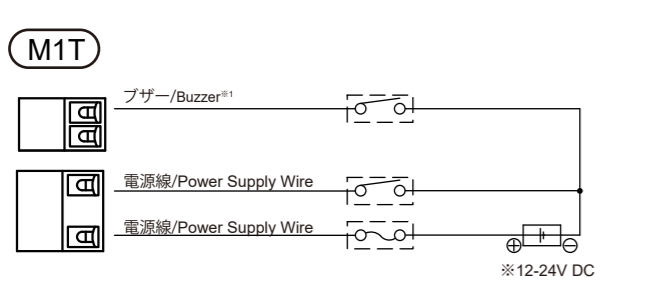 M1T
ブザー/Buzzer※1
電源線/Power Supply Wire
電源線/Power Supply Wire
⊕ ⊖
※12-24V DC